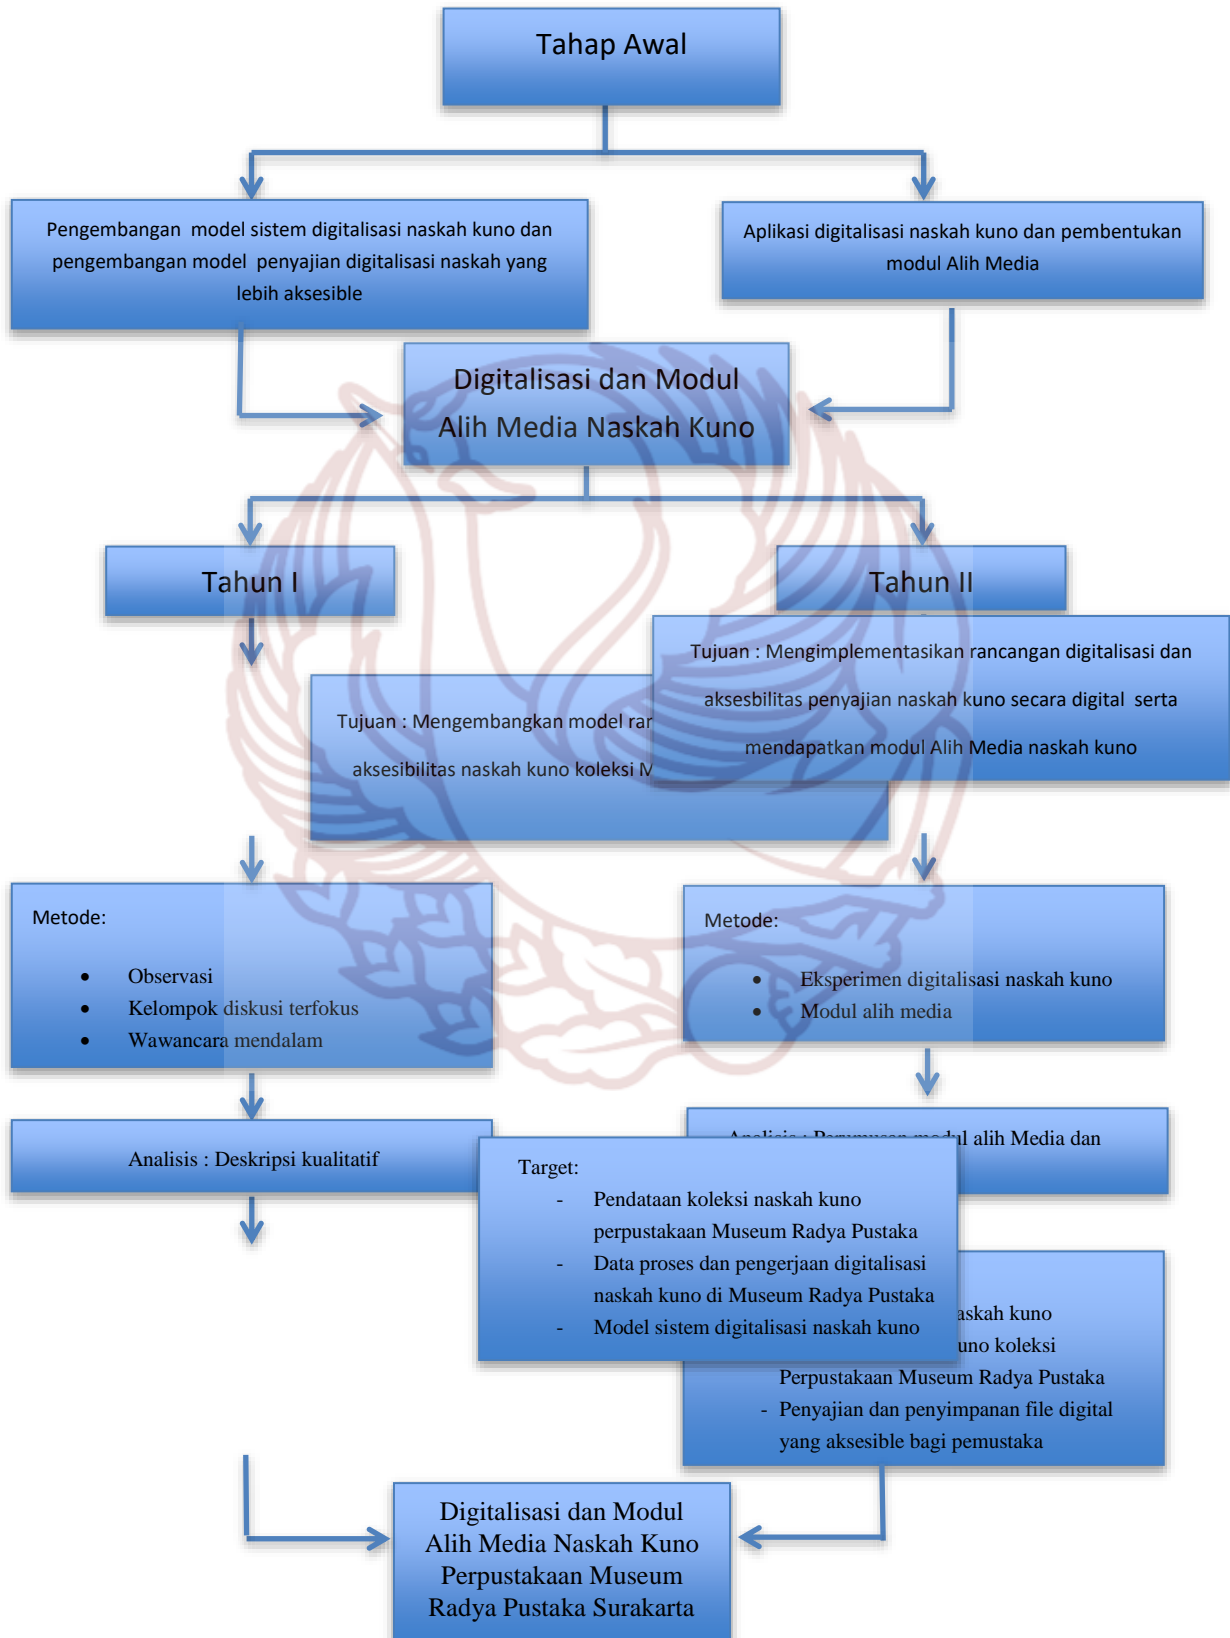 Tahap Awal
Pengembangan model sistem digitalisasi naskah kuno dan
pengembangan model penyajian digitalisasi naskah yang
lebih aksesible
Aplikasi digitalisasi naskah kuno dan pembentukan
modul Alih Media
Digitalisasi dan Modul
Alih Media Naskah Kuno
Tahun I
Tahun II
Tujuan : Mengembangkan model
aksesibilitas naskah kuno koleksi
Tujuan : Mengimplementasikan rancangan digitalisasi dan
aksesbilitas penyajian naskah kuno secara digital serta
mendapatkan modul Alih Media naskah kuno
Metode:
• Observasi
• Kelompok diskusi terfokus
• Wawancara mendalam
Metode:
• Eksperimen digitalisasi naskah kuno
• Modul alih media
Analisis : Deskripsi kualitatif
Analisis : Perumusan modul alih Media dan
Target:
- Pendataan koleksi naskah kuno
perpustakaan Museum Radya Pustaka
- Data proses dan pengerjaan digitalisasi
naskah kuno di Museum Radya Pustaka
- Model sistem digitalisasi naskah kuno
kuno
koleksi
Perpustakaan Museum Radya Pustaka
- Penyajian dan penyimpanan file digital
yang aksesible bagi pemustaka
Digitalisasi dan Modul
Alih Media Naskah Kuno
Perpustakaan Museum
Radya Pustaka Surakarta